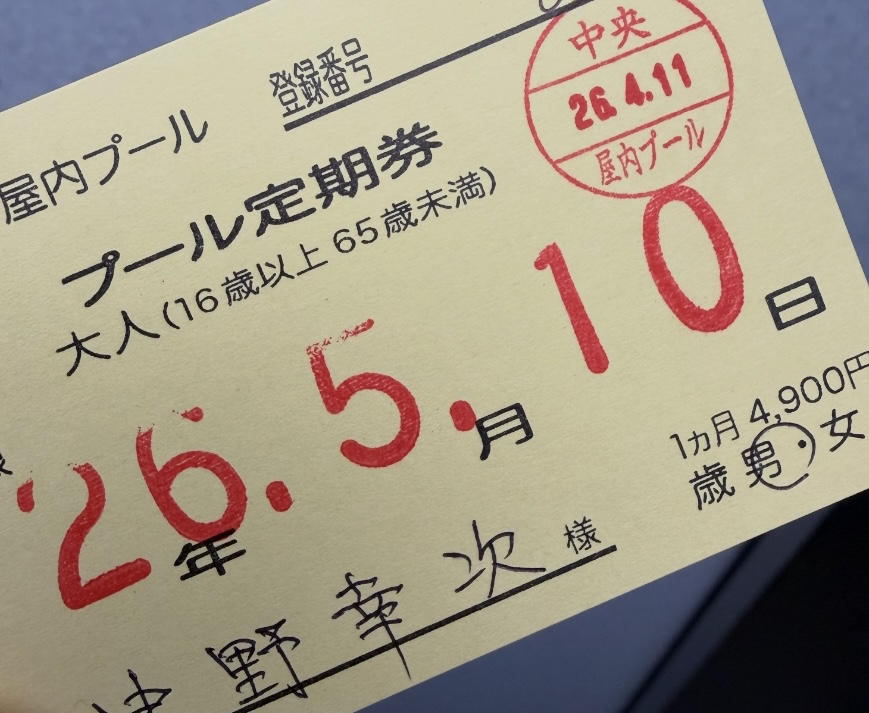 登録番号
中央
26.4.11
屋内プール
屋内プール
プール定期券
大人(16歳以上65歳未満)
26.5.10
年 月 日
1カ月 4,900円
歳 男・女
野幸次 様